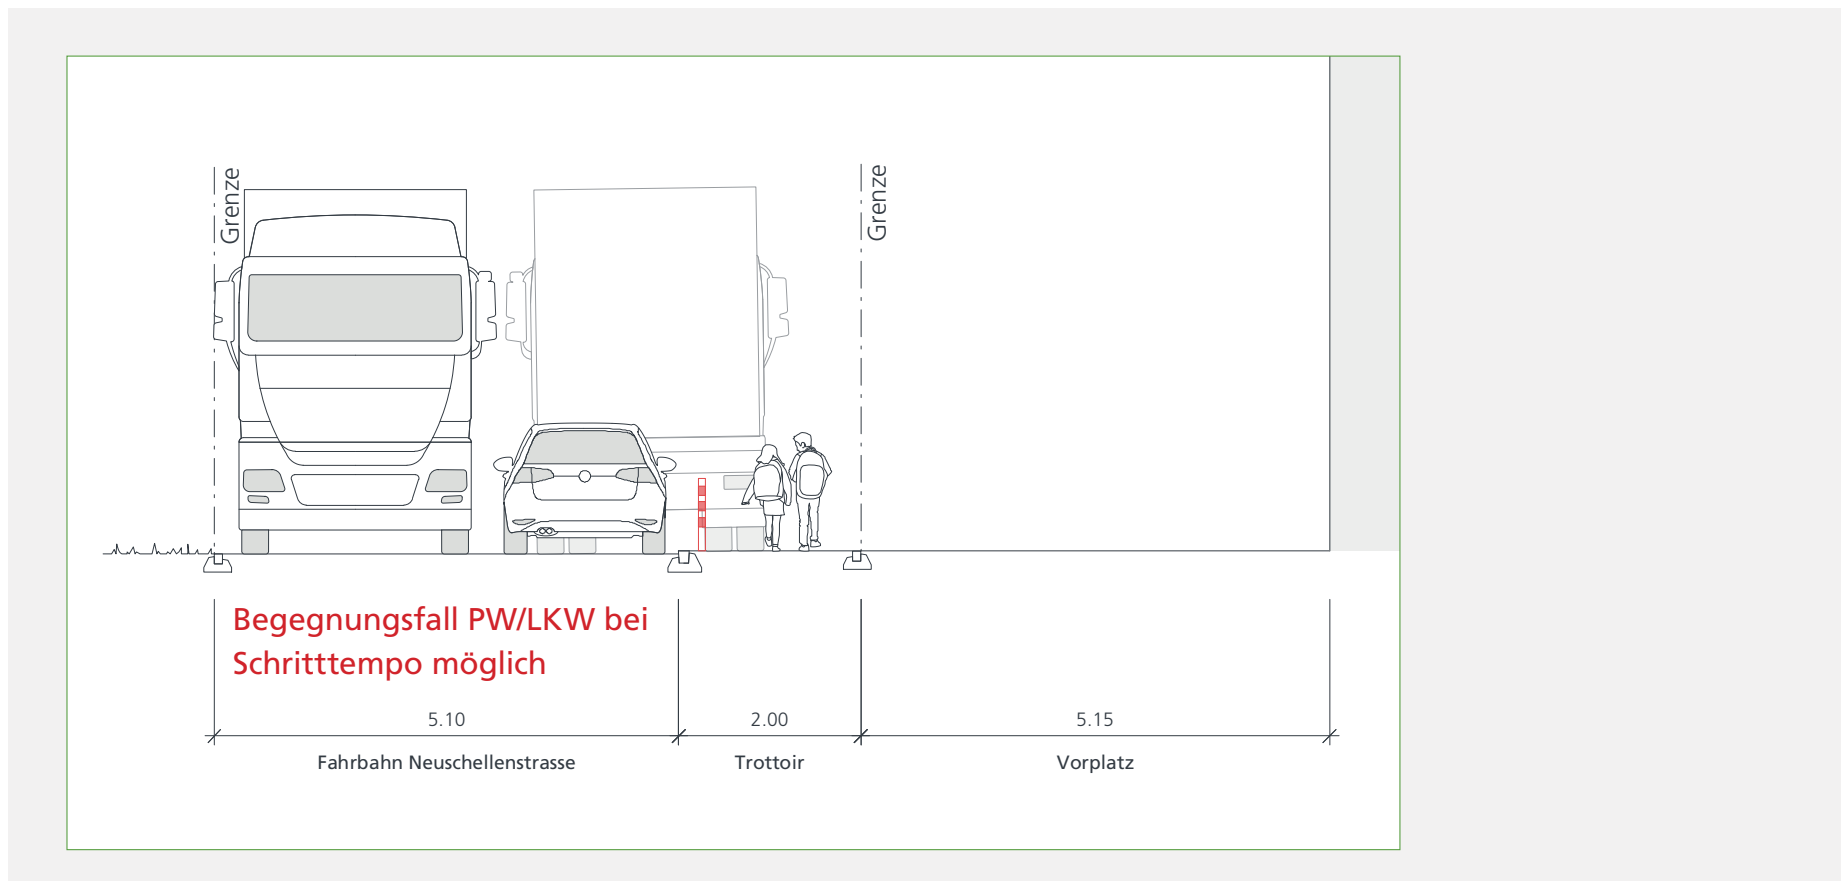 Grenze
Grenze
Begegnungsfall PW/LKW bei
Schritttempo möglich
5.10
2.00
5.15
Fahrbahn Neuschellenstrasse
Trottoir
Vorplatz